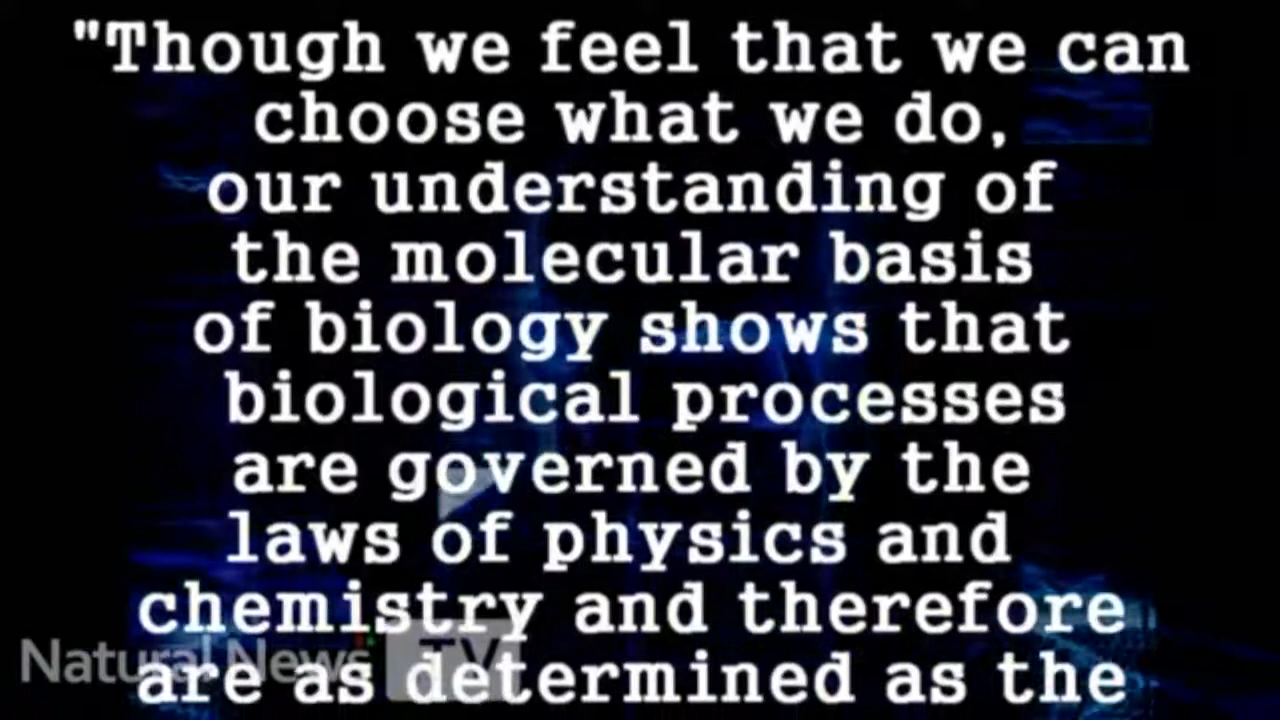 "Though we feel that we can
choose what we do,
our understanding of
the molecular basis
of biology shows that
biological processes
are governed by the
laws of physics and
chemistry and therefore
are as determined as the
Natural News TV